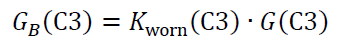 G_B(C3) = K_worn(C3) · G(C3)